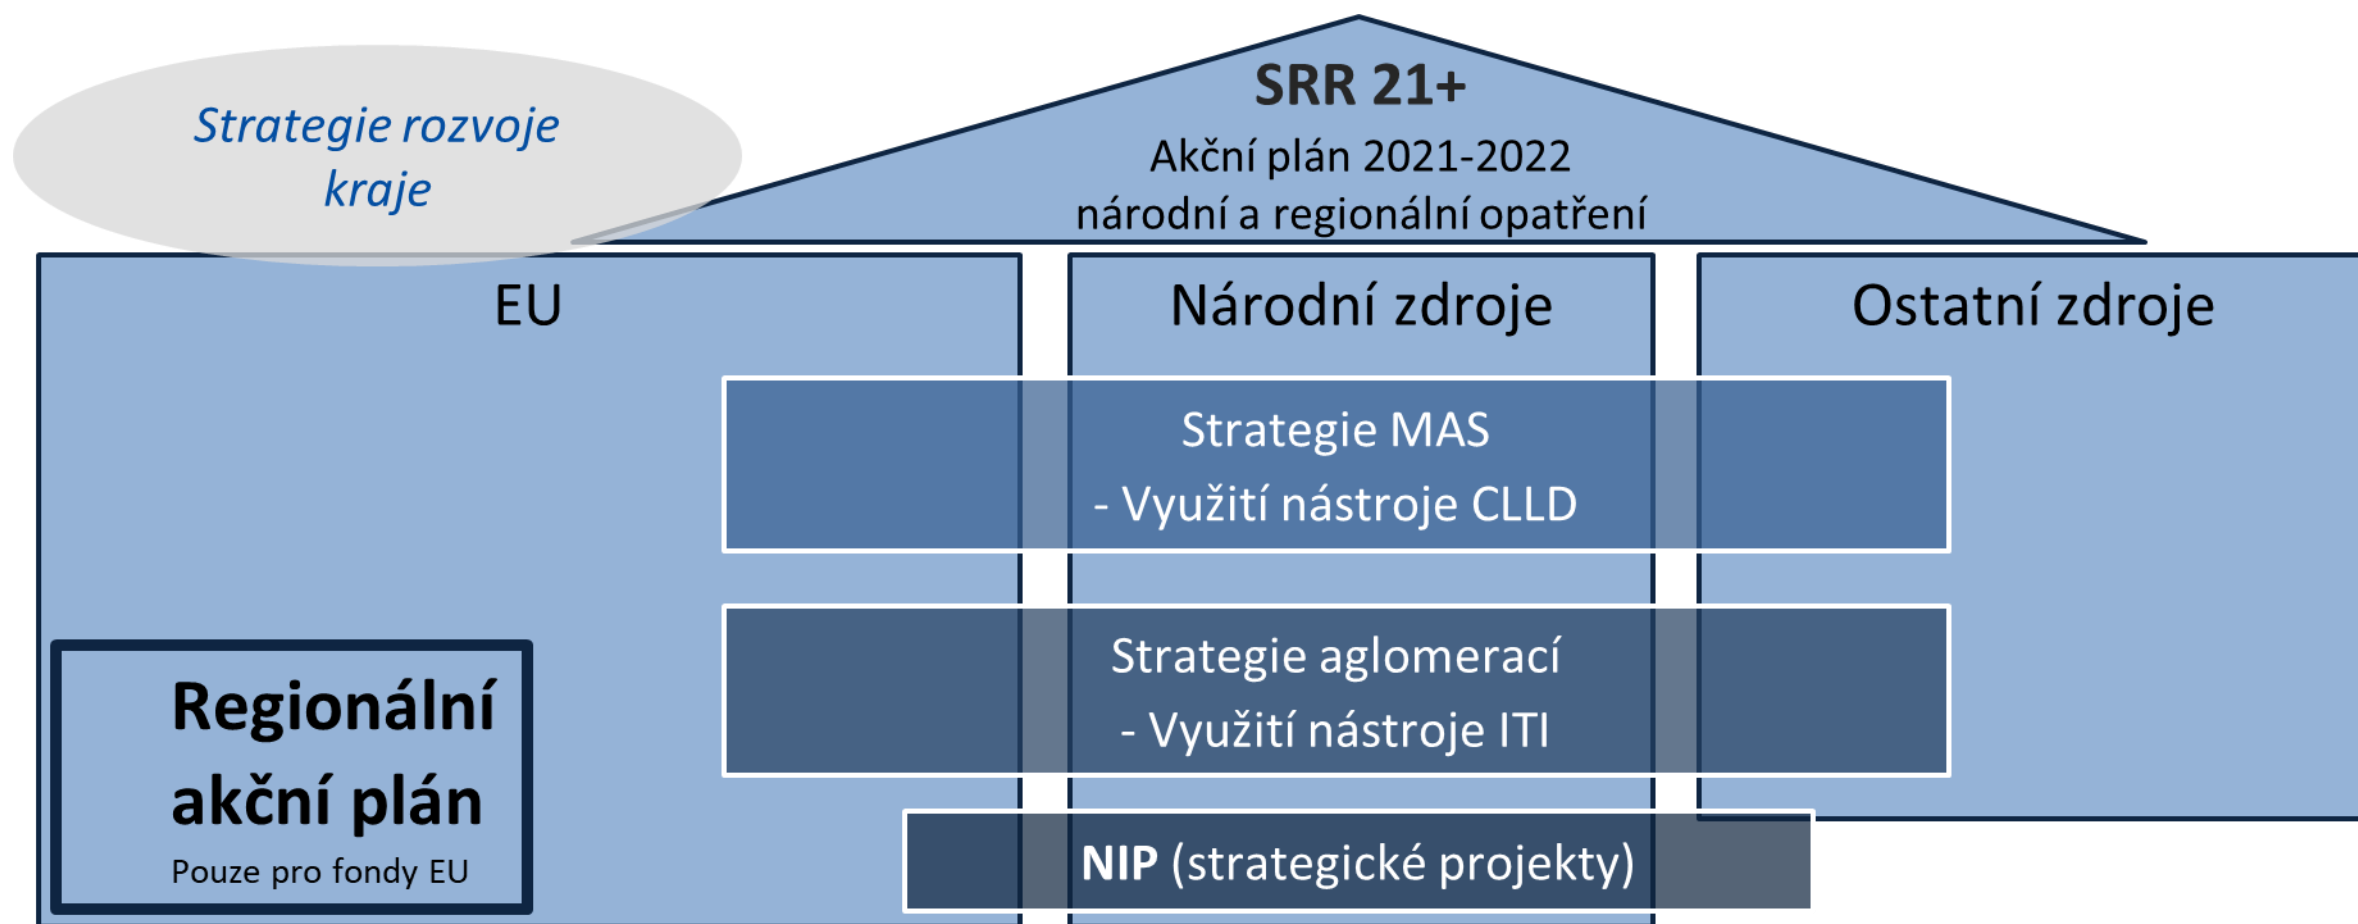 Strategie rozvoje
kraje
SRR 21+
Akční plán 2021-2022
národní a regionální opatření
EU
Národní zdroje
Ostatní zdroje
Strategie MAS
- Využití nástroje CLLD
Strategie aglomerací
- Využití nástroje ITI
Regionální
akční plán
Pouze pro fondy EU
NIP (strategické projekty)